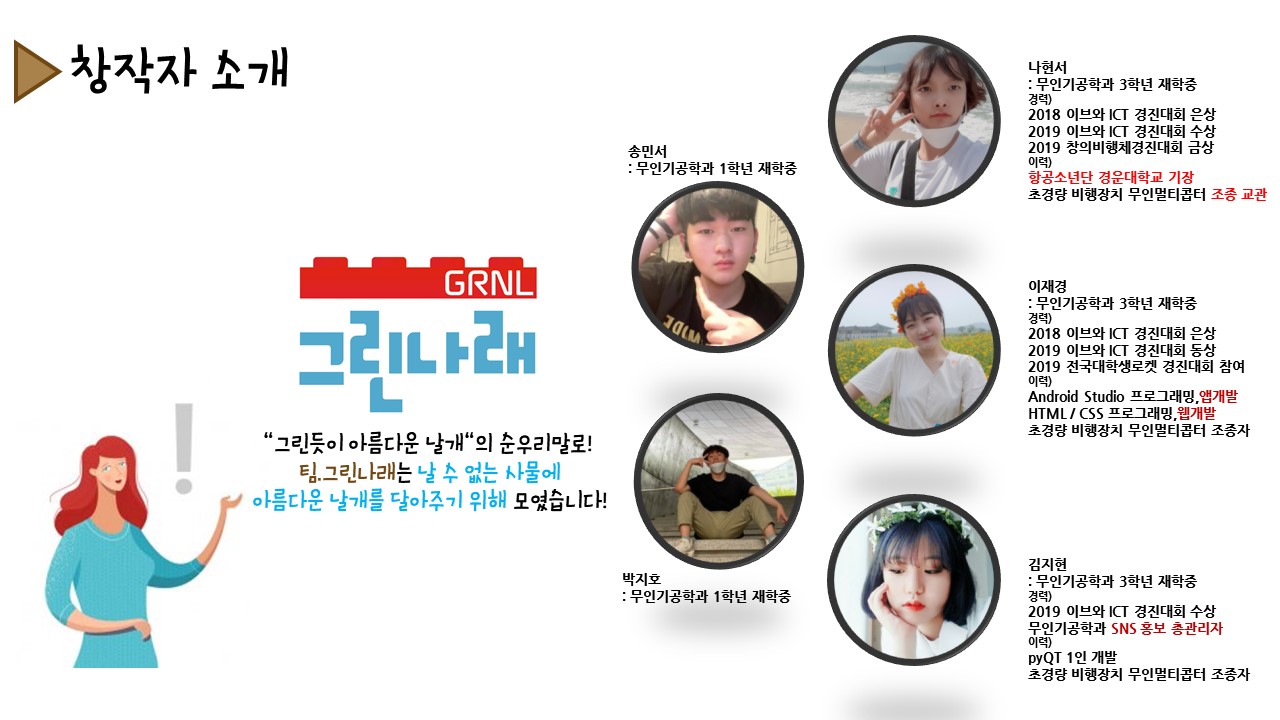 창작자 소개
GRNL
그린나래
“그린듯이 아름다운 날개“의 순우리말로!
팀.그린나래는 날 수 없는 사물에
아름다운 날개를 달아주기 위해 모였습니다!
송민서
: 무인기공학과 1학년 재학중
박지호
: 무인기공학과 1학년 재학중
나현서
: 무인기공학과 3학년 재학중
경력)
2018 이브와 ICT 경진대회 은상
2019 이브와 ICT 경진대회 수상
2019 창의비행체경진대회 금상
이력)
항공소년단 경운대학교 기장
초경량 비행장치 무인멀티콥터 조종 교관
이재경
: 무인기공학과 3학년 재학중
경력)
2018 이브와 ICT 경진대회 은상
2019 이브와 ICT 경진대회 동상
2019 전국대학생로켓 경진대회 참여
이력)
Android Studio 프로그래밍,앱개발
HTML / CSS 프로그래밍,웹개발
초경량 비행장치 무인멀티콥터 조종자
김지현
: 무인기공학과 3학년 재학중
경력)
2019 이브와 ICT 경진대회 수상
무인기공학과 SNS 홍보 총관리자
이력)
pyQT 1인 개발
초경량 비행장치 무인멀티콥터 조종자